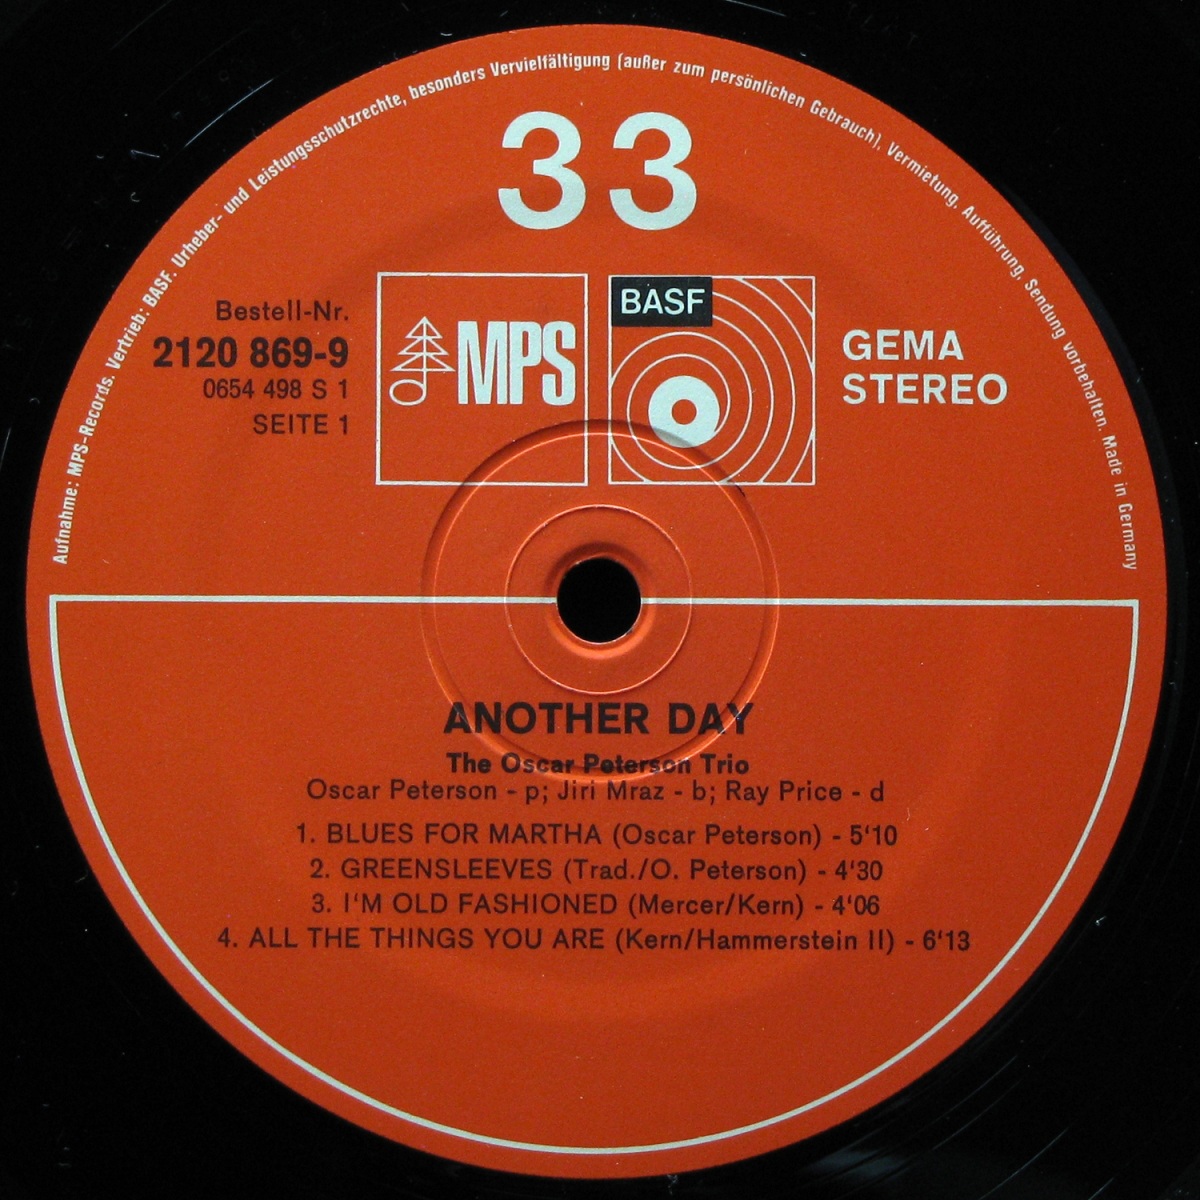 Aufnahme: MPS-Records. Vertrieb: BASF. Urheber- und Leistungsschutzrechte, besonders Vervielfältigung (außer zum persönlichen Gebrauch), Vermietung, Aufführung, Sendung vorbehalten. Made in Germany
33
Bestell-Nr.
2120 869-9
0654 498 S 1
SEITE 1
MPS
BASF
GEMA
STEREO
ANOTHER DAY
The Oscar Peterson Trio
Oscar Peterson - p; Jiri Mraz - b; Ray Price - d
1. BLUES FOR MARTHA (Oscar Peterson) - 5'10
2. GREENSLEEVES (Trad./O. Peterson) - 4'30
3. I'M OLD FASHIONED (Mercer/Kern) - 4'06
4. ALL THE THINGS YOU ARE (Kern/Hammerstein II) - 6'13